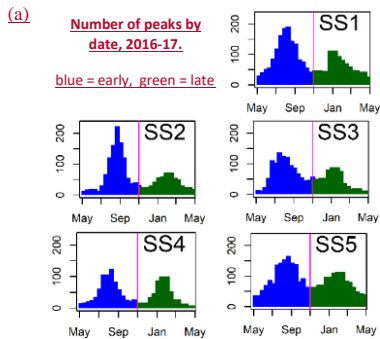 (a)
Number of peaks by
date, 2016-17.
blue = early, green = late
SS1
0 100 200
May Sep Jan May
SS2
0 100 200
May Sep Jan May
SS3
0 100 200
May Sep Jan May
SS4
0 100 200
May Sep Jan May
SS5
0 100 200
May Sep Jan May